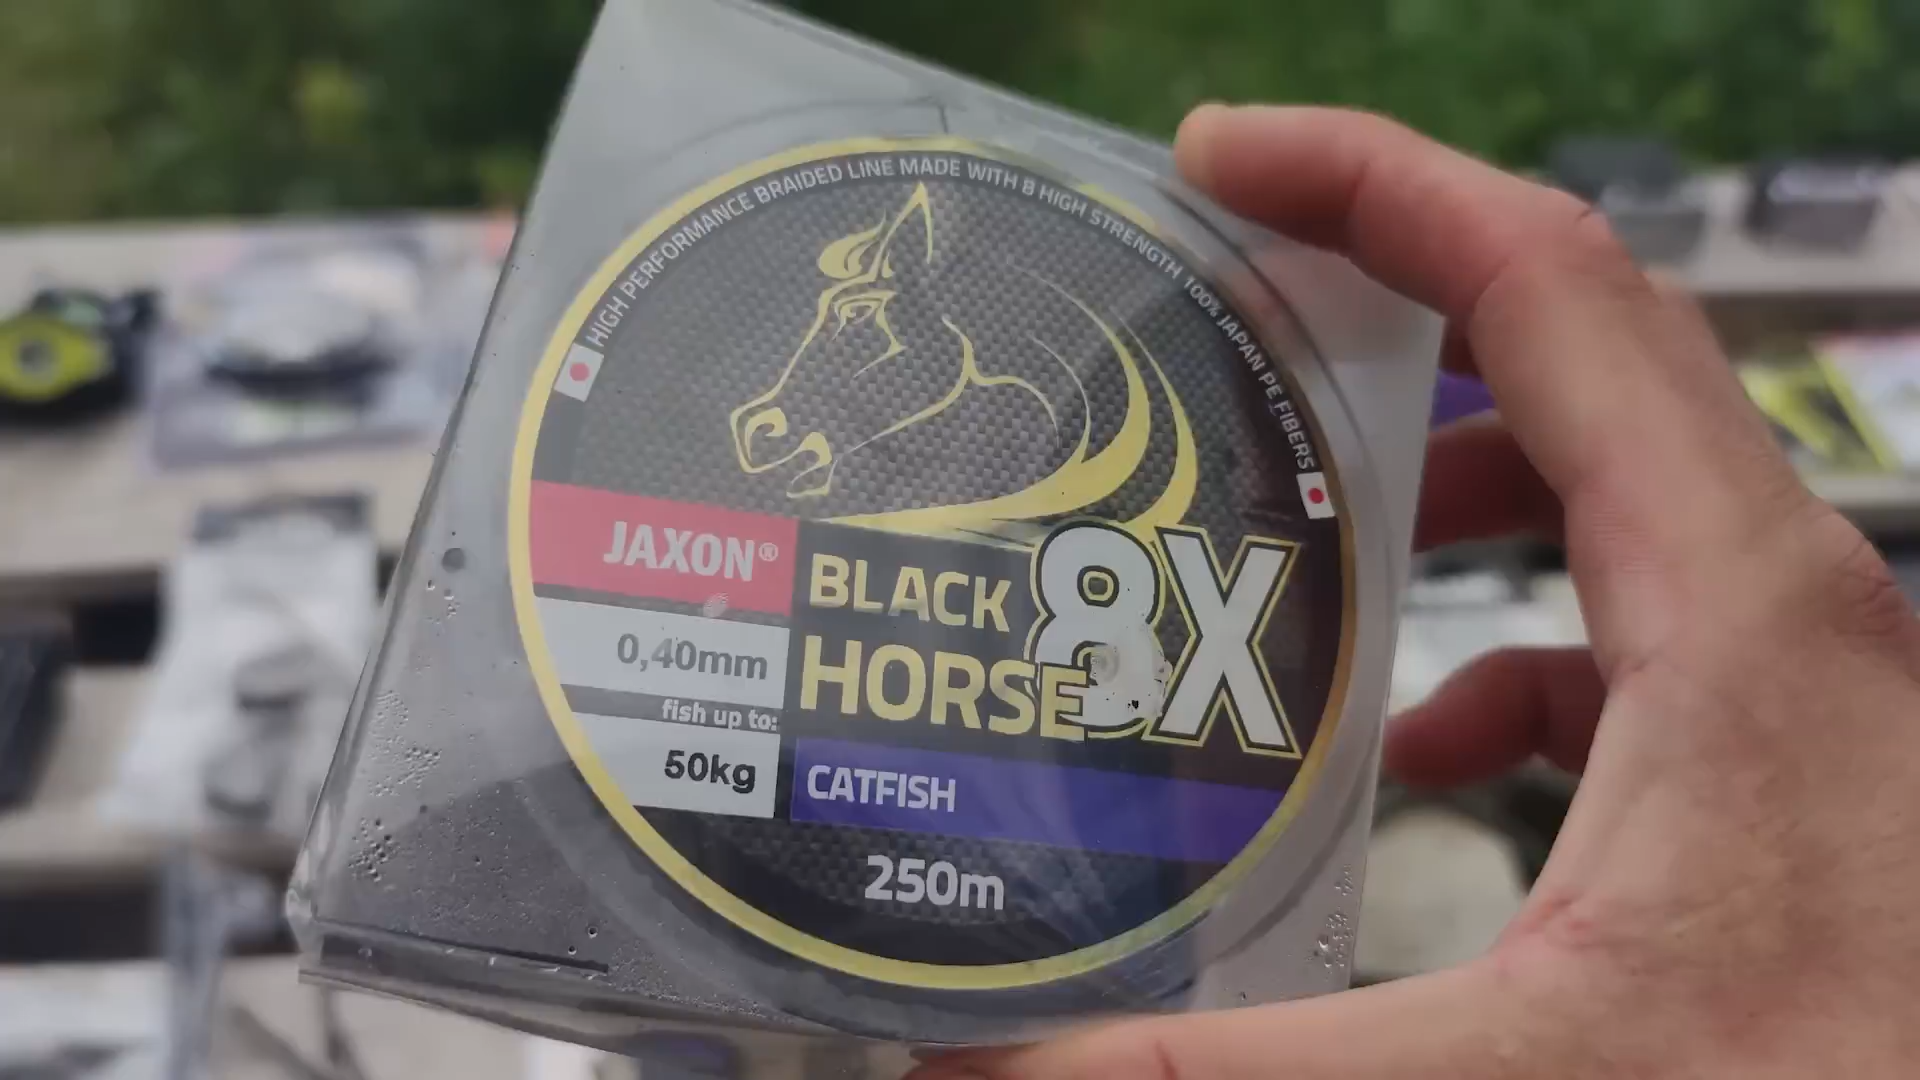 HIGH PERFORMANCE BRAIDED LINE MADE WITH 8 HIGH STRENGTH 100% JAPAN PE FIBERS
JAXON®
BLACK
HORSE
8X
0,40mm
fish up to:
50kg
CATFISH
250m